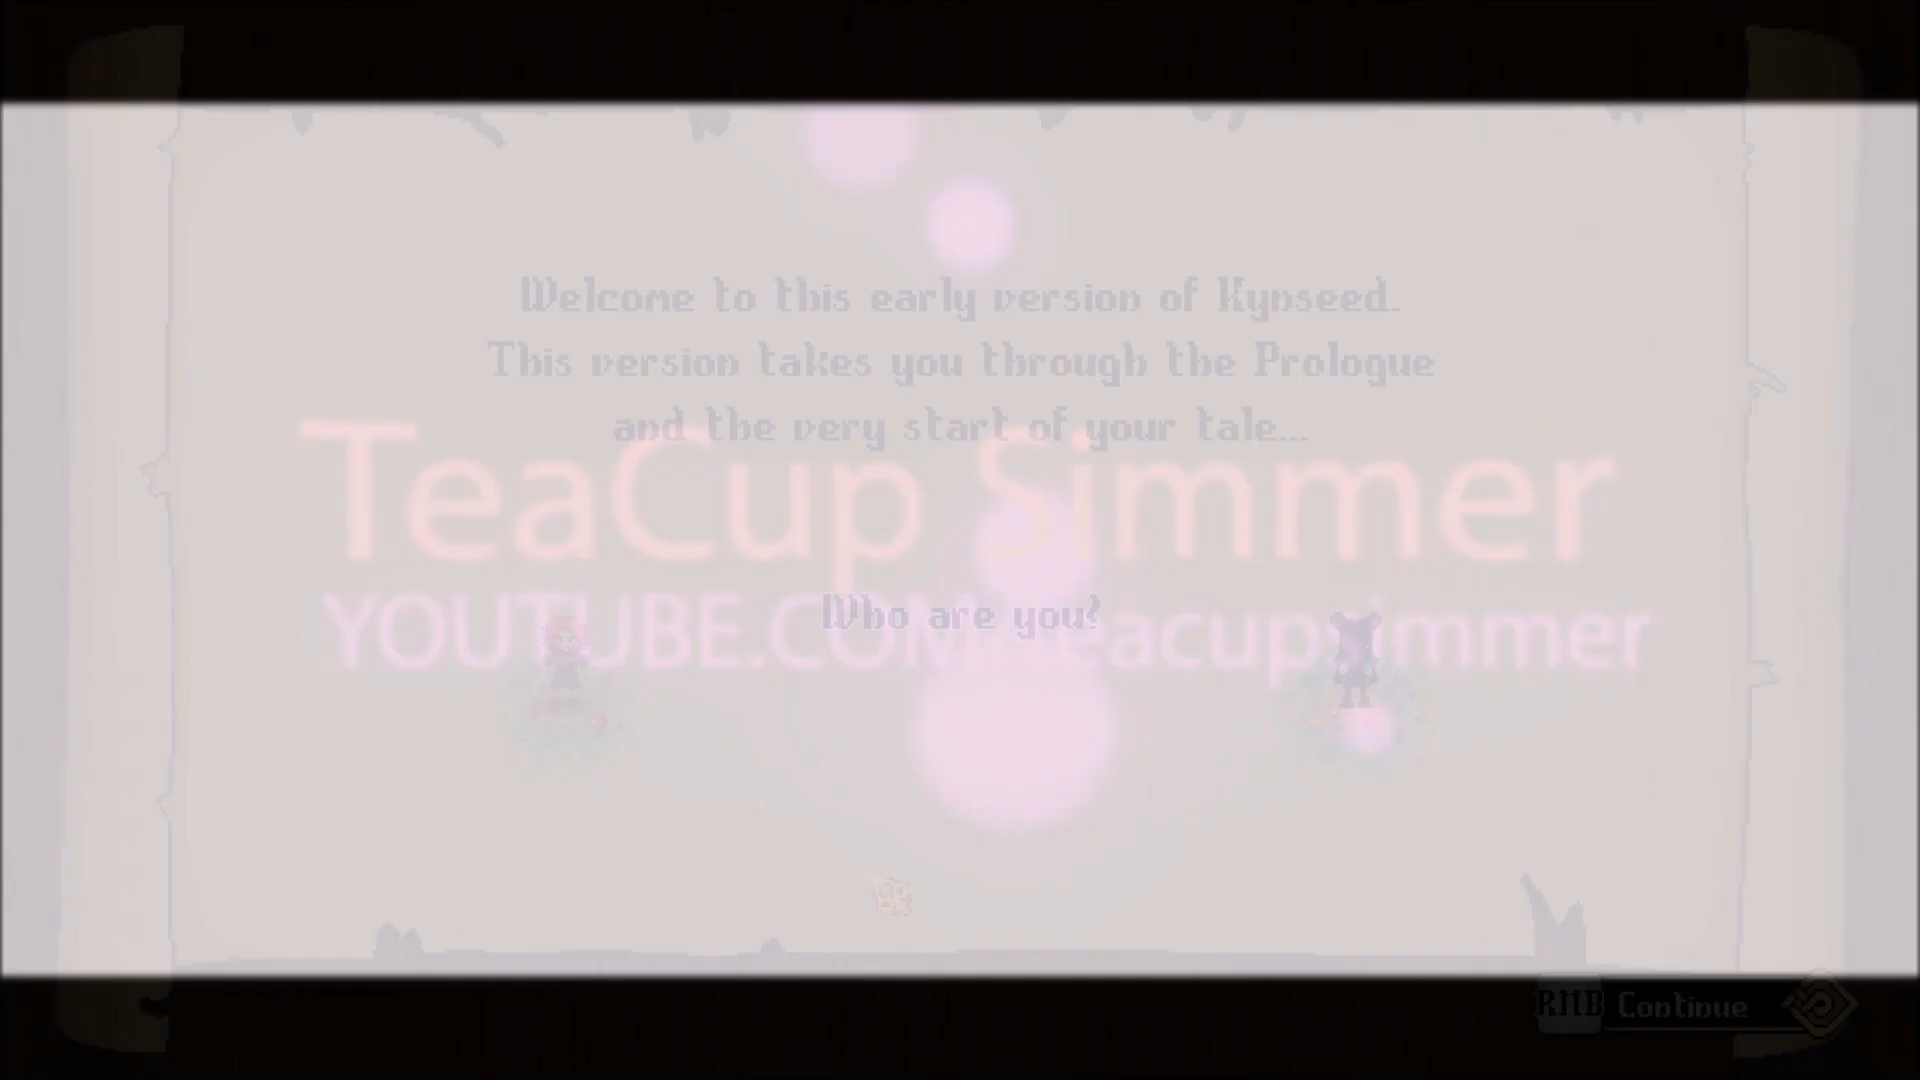 Welcome to this early version of Kynseed.
This version takes you through the Prologue
and the very start of your tale...
TeaCup Simmer
Who are you?
YOUTUBE.COM/teacupsimmer
RMB Continue